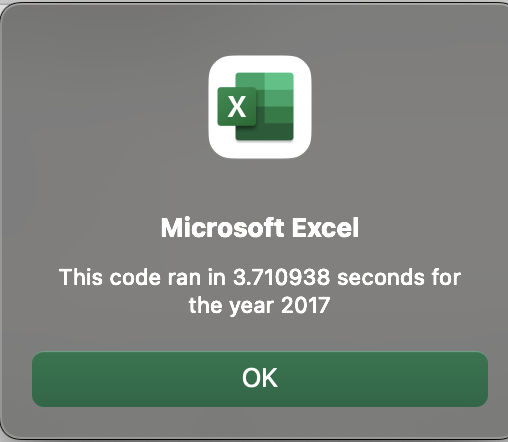 X
Microsoft Excel
This code ran in 3.710938 seconds for
the year 2017
OK